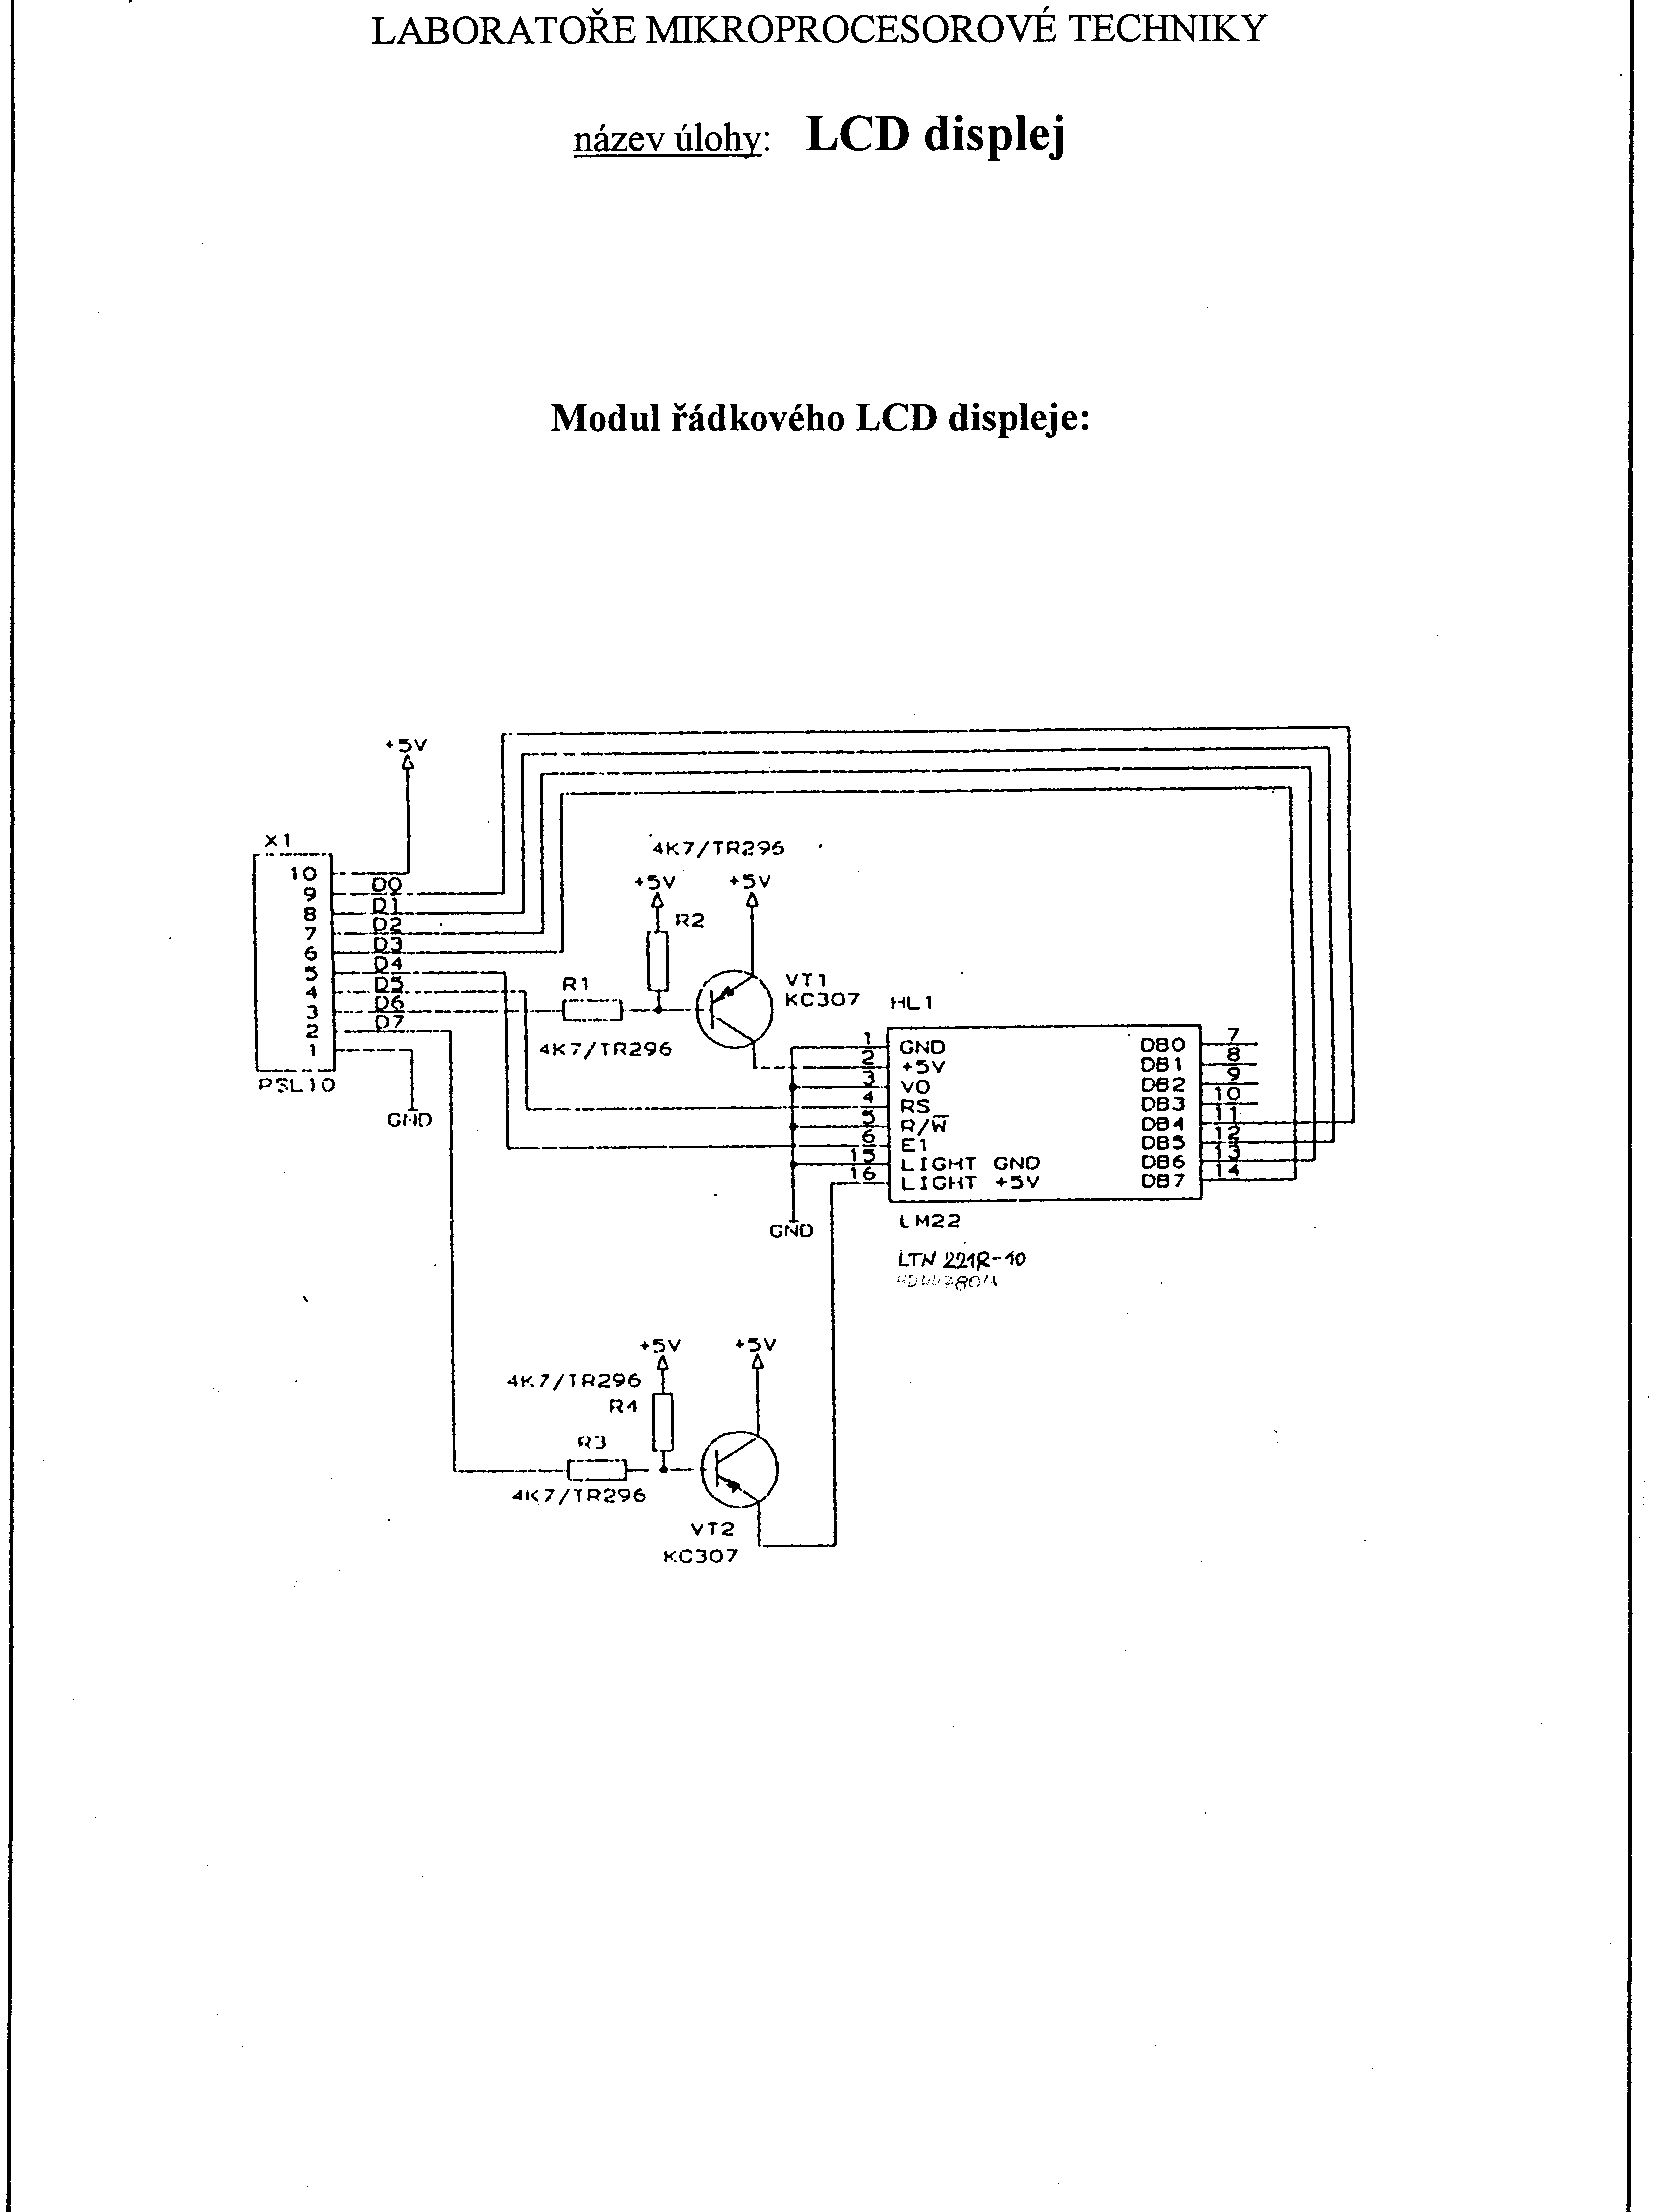 LABORATOŘE MIKROPROCESOROVÉ TECHNIKY
název úlohy: LCD displej
Modul řádkového LCD displeje:
+5V
X1
10
9 D0
8 D1
7 D2
6 D3
5 D4
4 D5
3 D6
2 D7
1
PSL10
GND
4K7/TR296
+5V +5V
R2
R1
4K7/TR296
VT1
KC307
HL1
1 GND
2 +5V
3 VO
4 RS
5 R/W̅
6 E1
15 LIGHT GND
16 LIGHT +5V
DB0 7
DB1 8
DB2 9
DB3 10
DB4 11
DB5 12
DB6 13
DB7 14
GND
LM22
LTN 221R-10
+5V +5V
4K7/TR296
R4
R3
4K7/TR296
VT2
KC307